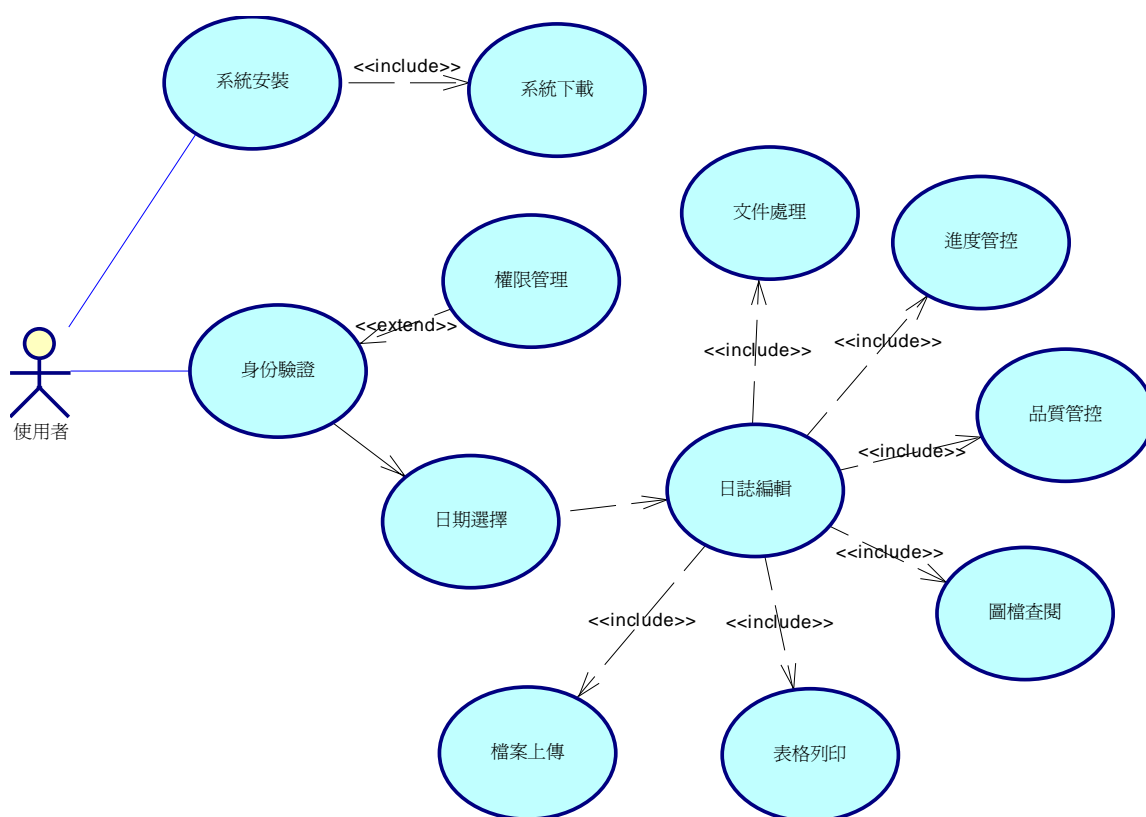 系統安裝
<<include>>
系統下載
文件處理
進度管控
權限管理
<<extend>>
<<include>>
<<include>>
身份驗證
使用者
品質管控
<<include>>
日誌編輯
日期選擇
<<include>>
圖檔查閱
<<include>>
<<include>>
檔案上傳
表格列印